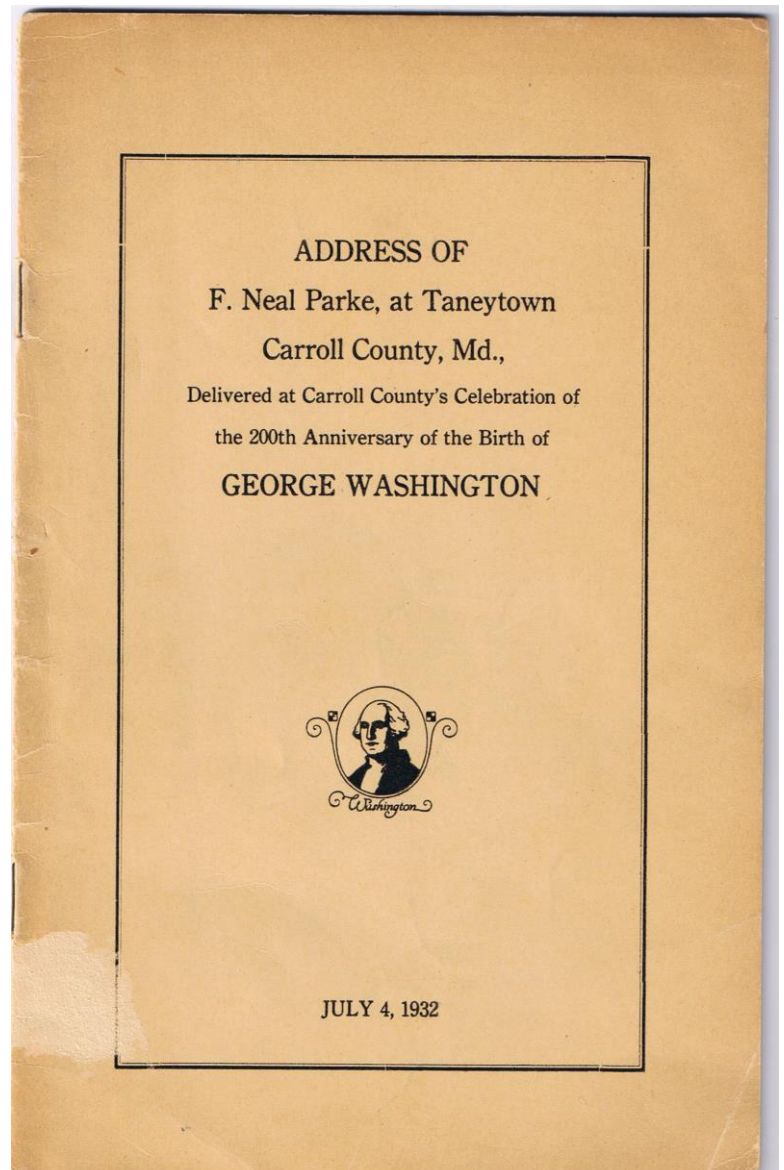 ADDRESS OF
F. Neal Parke, at Taneytown
Carroll County, Md.,
Delivered at Carroll County's Celebration of
the 200th Anniversary of the Birth of
GEORGE WASHINGTON
Washington
JULY 4, 1932